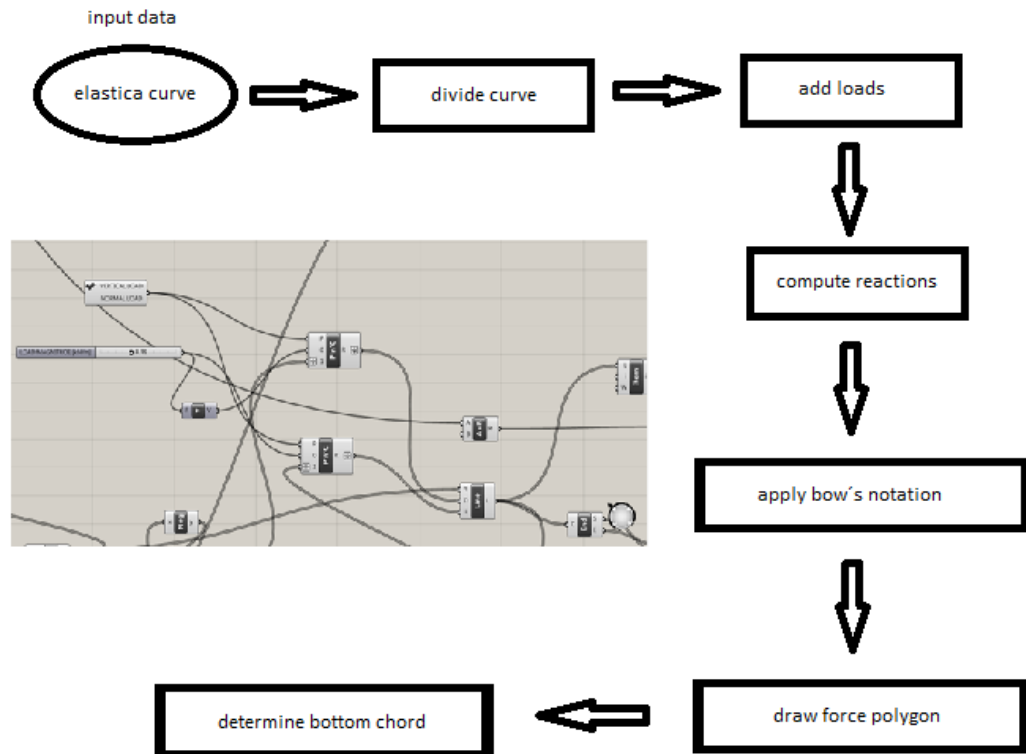 input data
elastica curve
divide curve
add loads
compute reactions
VERTICAL LOAD
NORMAL LOAD
apply bow´s notation
draw force polygon
determine bottom chord